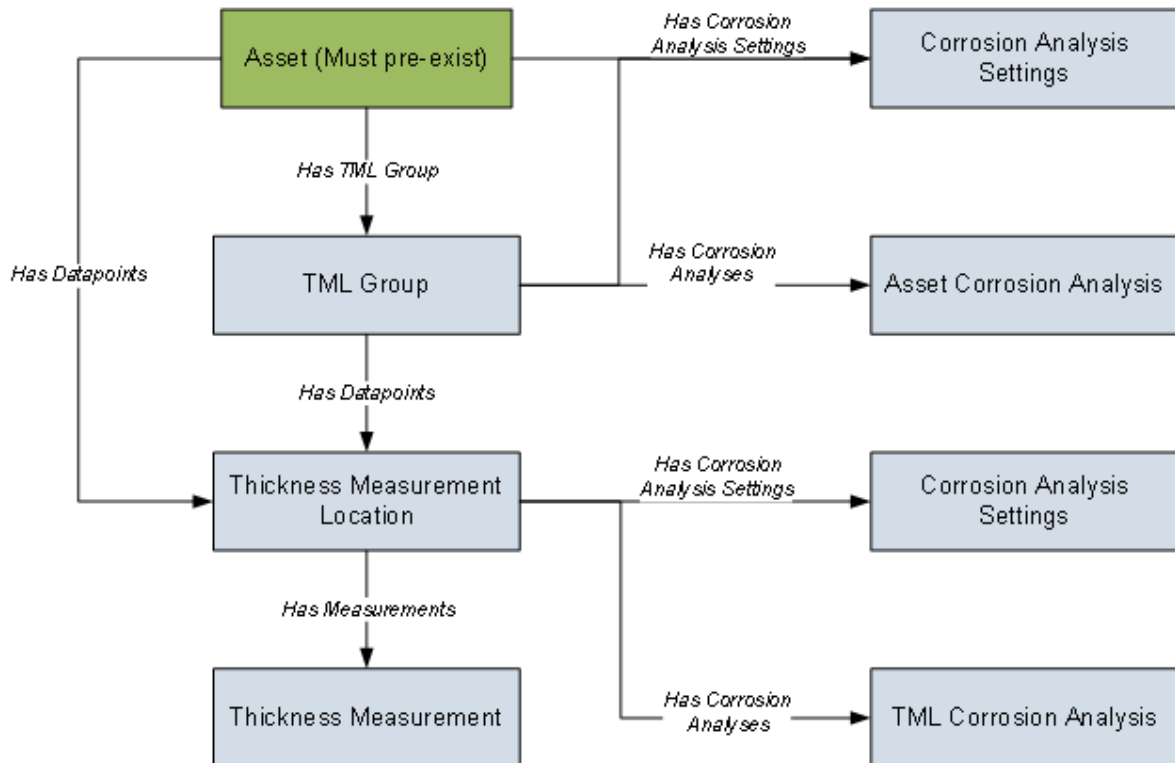 Asset (Must pre-exist)
Has Corrosion
Analysis Settings
Corrosion Analysis
Settings
Has TML Group
Has Datapoints
TML Group
Has Corrosion
Analyses
Asset Corrosion Analysis
Has Datapoints
Thickness Measurement
Location
Has Corrosion
Analysis Settings
Corrosion Analysis
Settings
Has Measurements
Thickness Measurement
Has Corrosion
Analyses
TML Corrosion Analysis